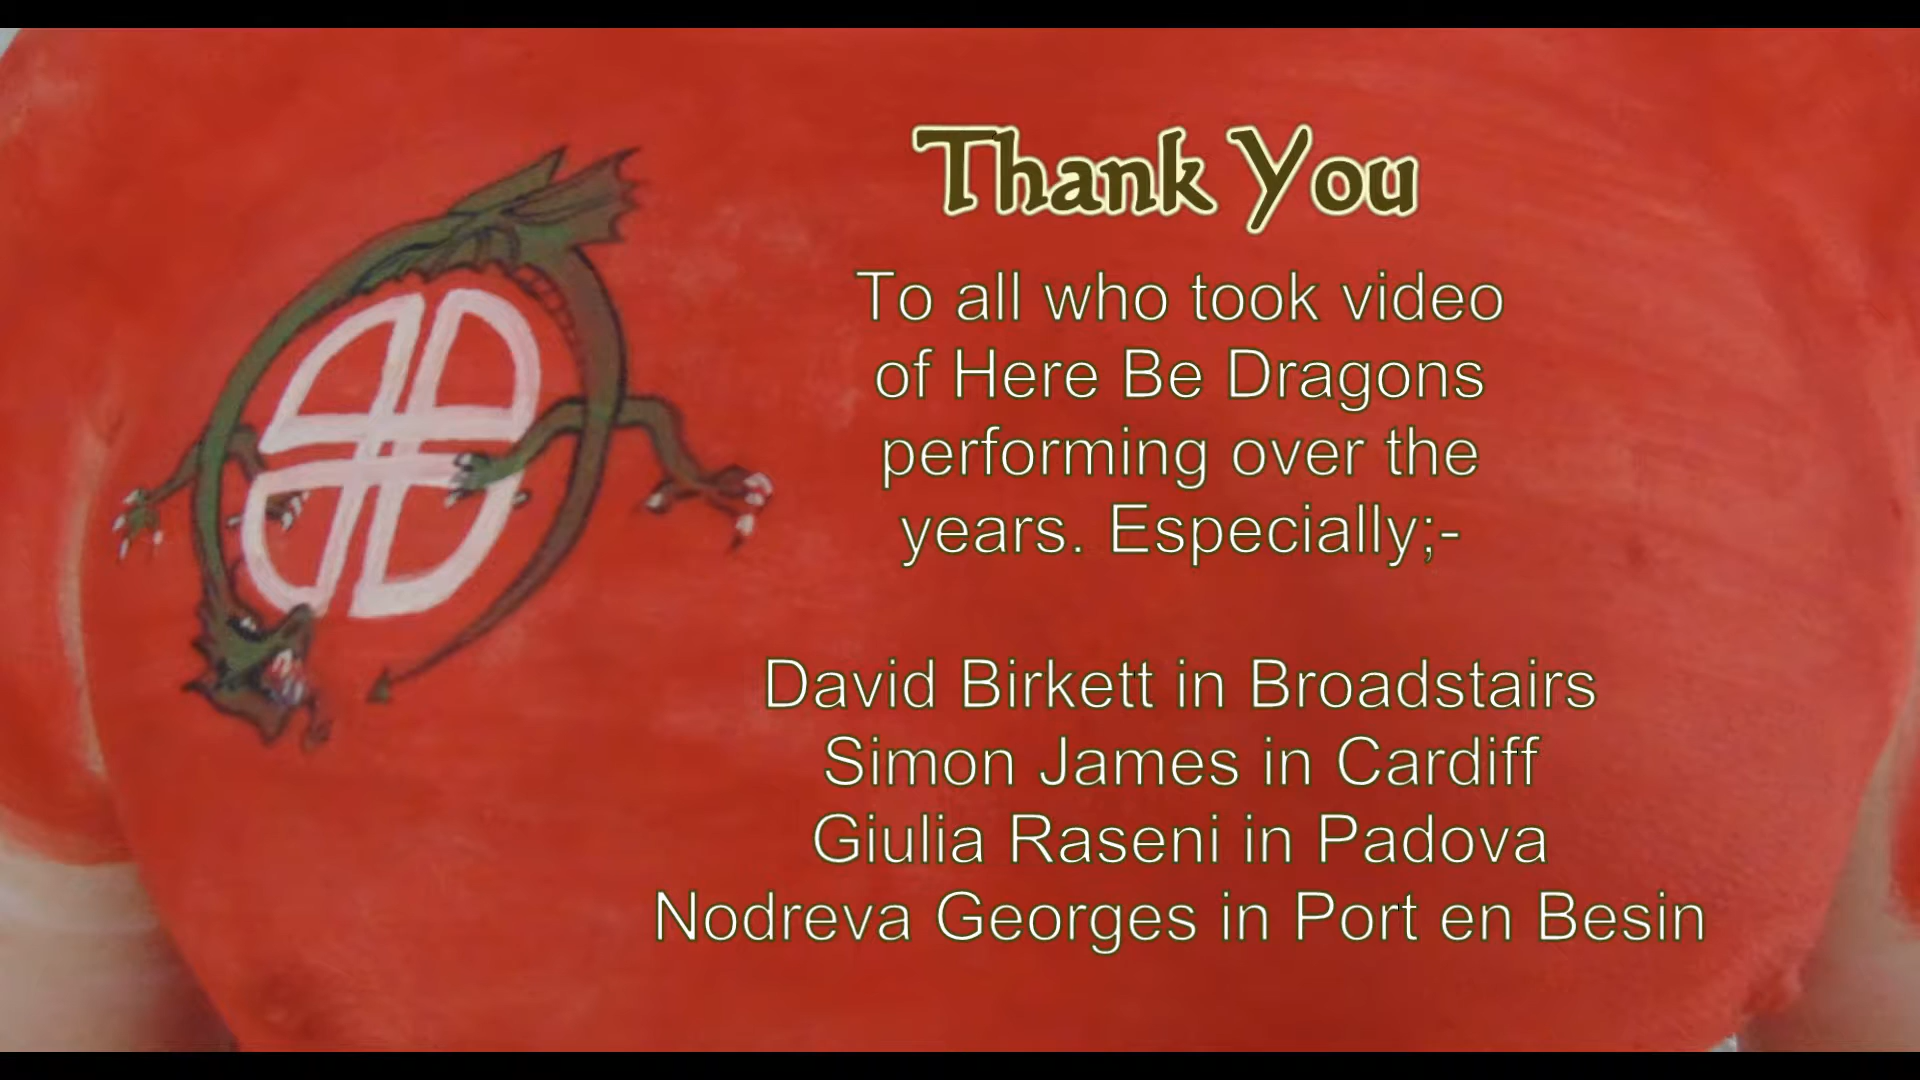 Thank You
To all who took video
of Here Be Dragons
performing over the
years. Especially;-
David Birkett in Broadstairs
Simon James in Cardiff
Giulia Raseni in Padova
Nodreva Georges in Port en Besin